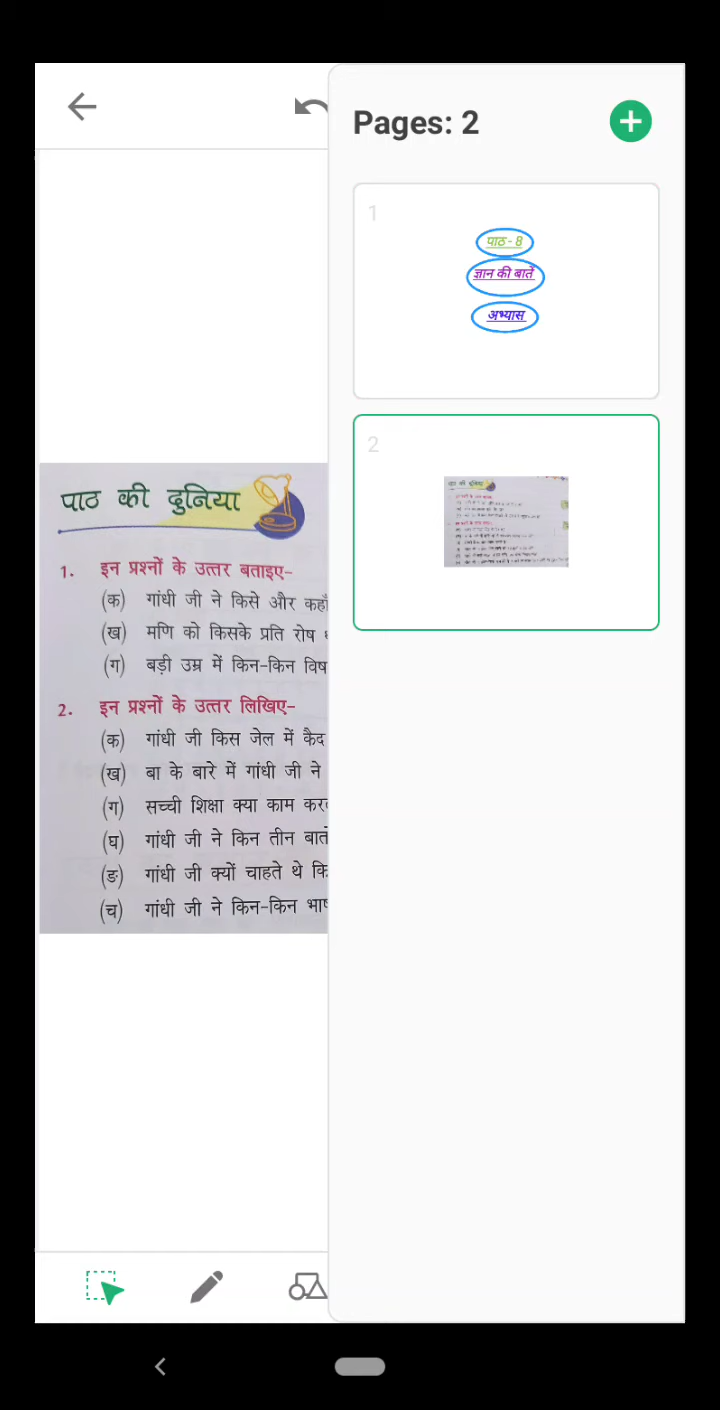 Pages: 2
1
पाठ - 8
ज्ञान की बातें
अभ्यास
2
पाठ की दुनिया
1. इन प्रश्नों के उत्तर बताइए-
(क) गांधी जी ने किसे और कहाँ
(ख) मणि को किसके प्रति रोष
(ग) बड़ी उम्र में किन-किन विष
2. इन प्रश्नों के उत्तर लिखिए-
(क) गांधी जी किस जेल में कैद
(ख) बा के बारे में गांधी जी ने
(ग) सच्ची शिक्षा क्या काम कर
(घ) गांधी जी ने किन तीन बातों
(ङ) गांधी जी क्यों चाहते थे कि
(च) गांधी जी ने किन-किन भाष